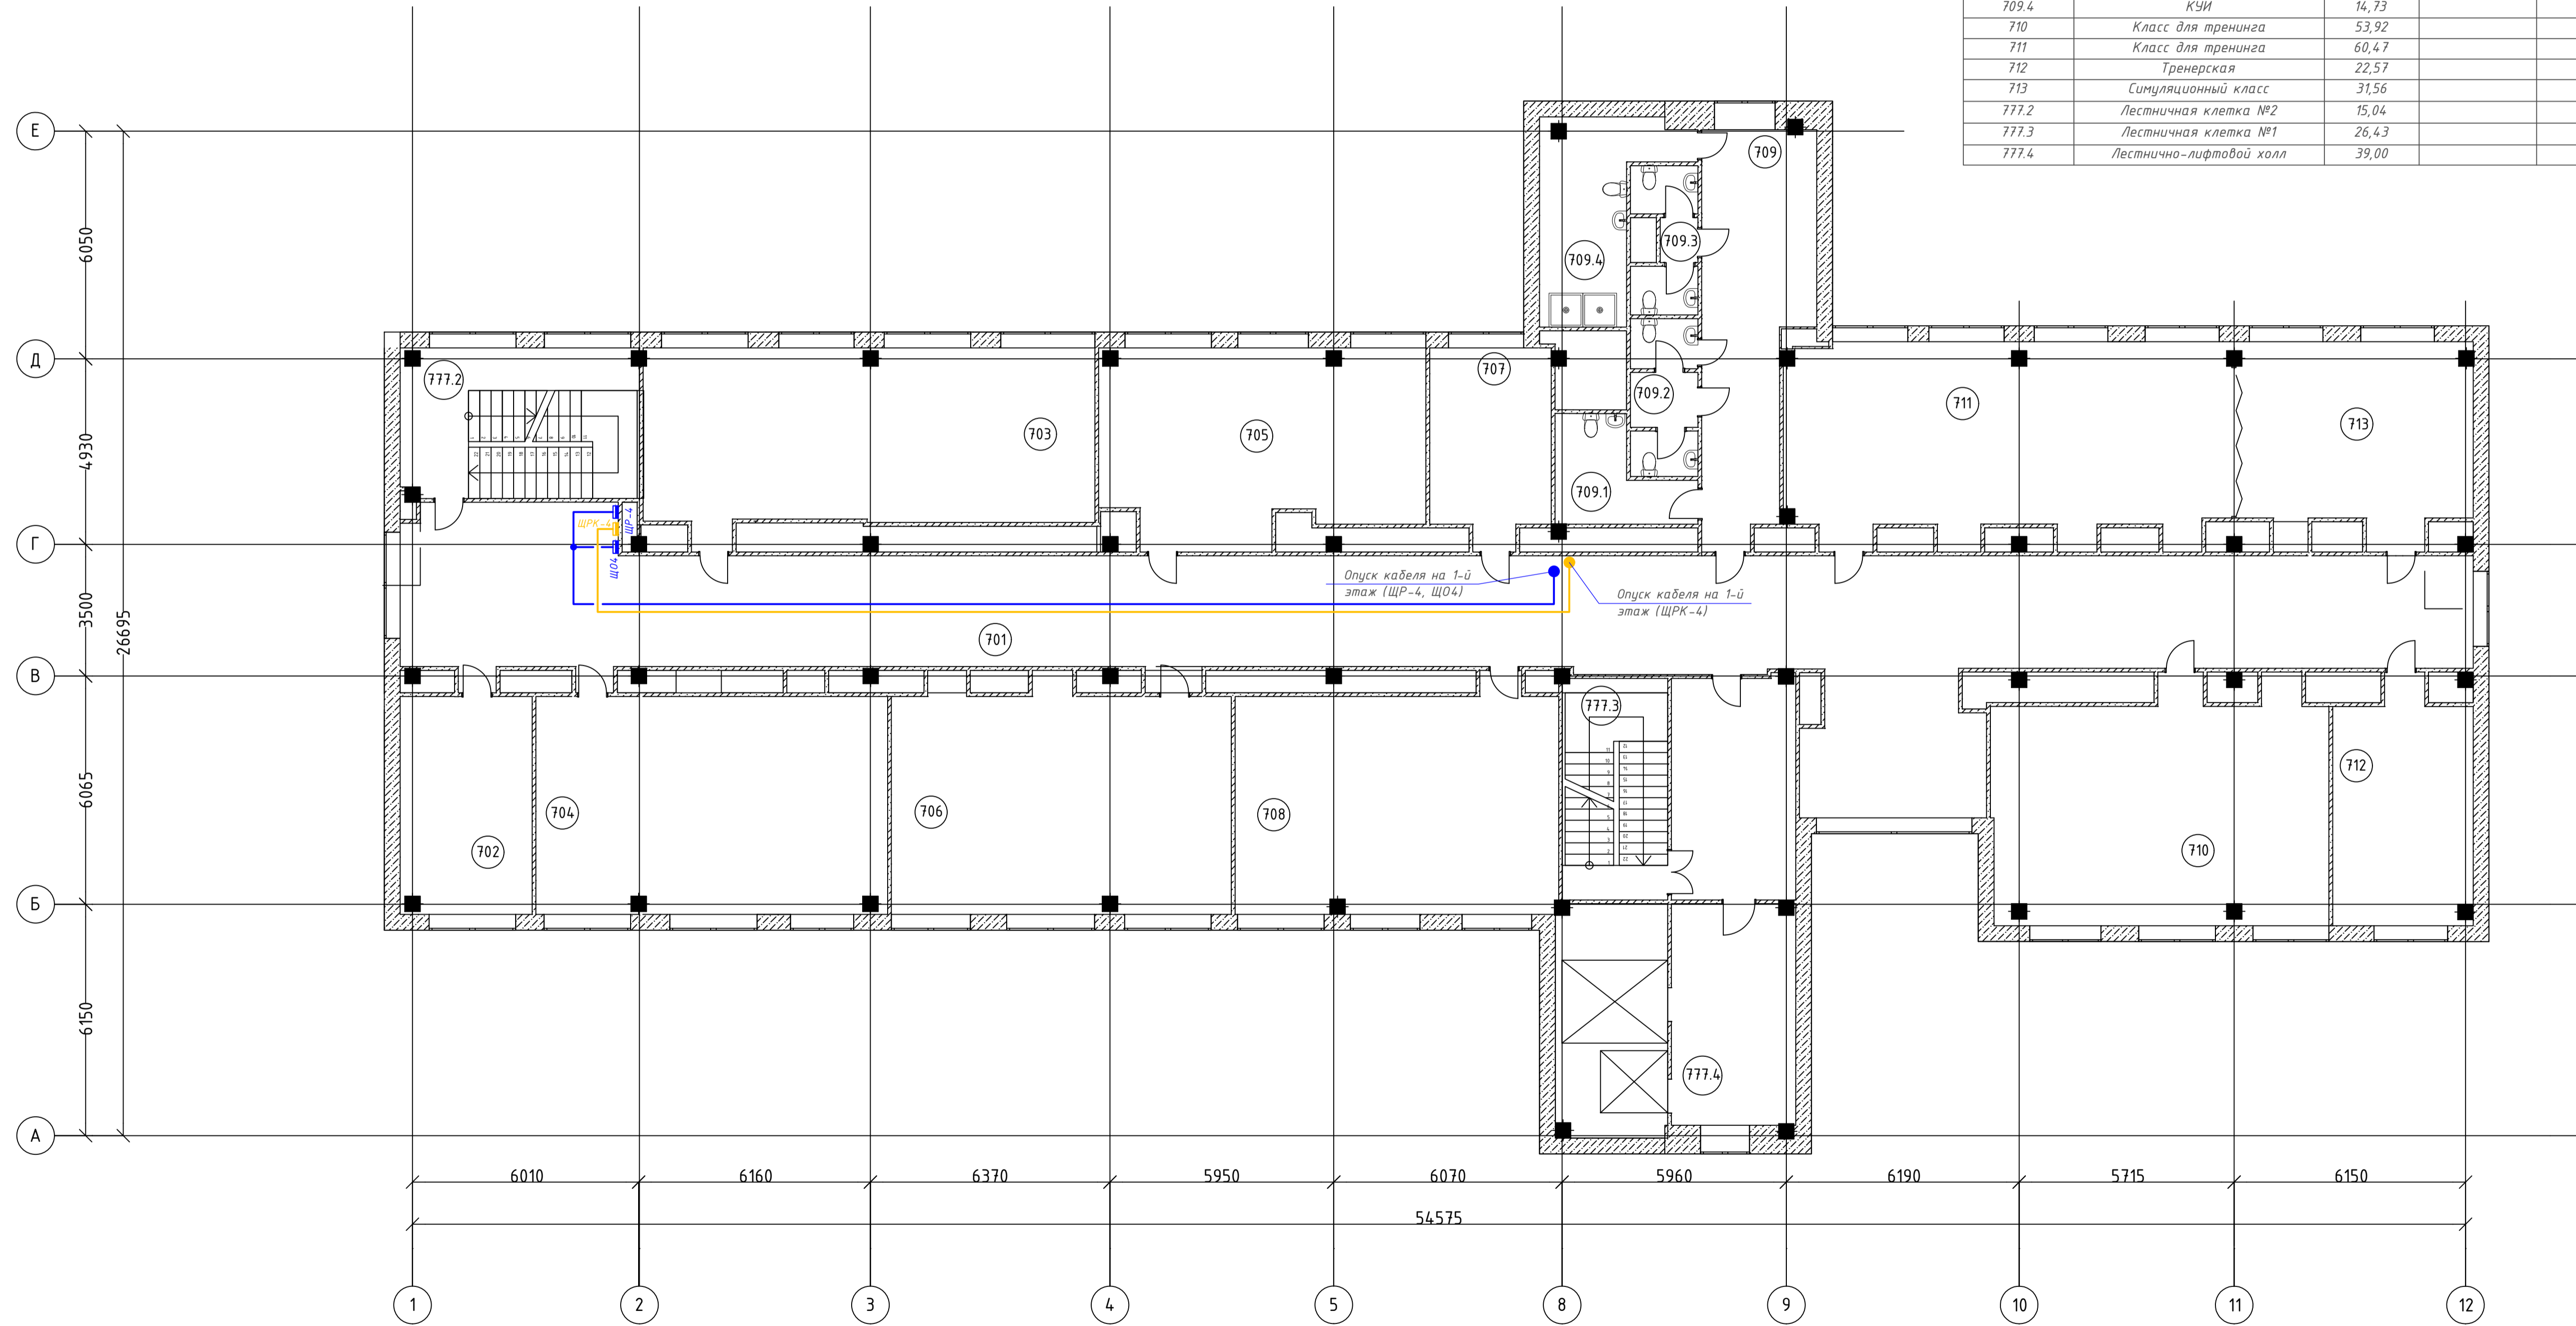 709.4 КУИ 14,73
710 Класс для тренинга 53,92
711 Класс для тренинга 60,47
712 Тренерская 22,57
713 Симуляционный класс 31,56
777.2 Лестничная клетка №2 15,04
777.3 Лестничная клетка №1 26,43
777.4 Лестнично-лифтовой холл 39,00
Е
709
6050
709.3
709.4
Д
707
777.2
709.2
711
703
705
713
4930
709.1
ЩРК-4
ЩР-4
Г
ЩО4
Опуск кабеля на 1-й
этаж (ЩР-4, ЩО4)
Опуск кабеля на 1-й
этаж (ЩРК-4)
3500
26695
701
В
777.3
712
6065
704
706
708
702
710
Б
6150
777.4
А
6010 6160 6370 5950 6070 5960 6190 5715 6150
54575
1 2 3 4 5 8 9 10 11 12